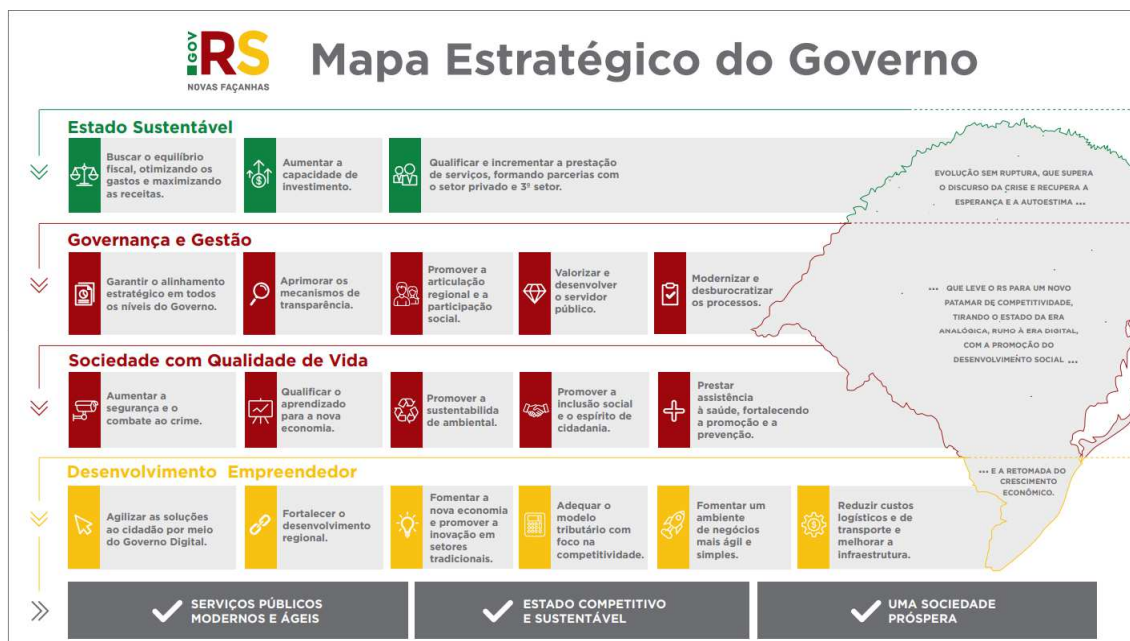 GOV
RS
NOVAS FAÇANHAS
Mapa Estratégico do Governo
Estado Sustentável
Buscar o equilíbrio
fiscal, otimizando os
gastos e maximizando
as receitas.
Aumentar a
capacidade de
investimento.
Qualificar e incrementar a prestação
de serviços, formando parcerias com
o setor privado e 3º setor.
EVOLUÇÃO SEM RUPTURA, QUE SUPERA
O DISCURSO DA CRISE E RECUPERA A
ESPERANÇA E A AUTOESTIMA ...
Governança e Gestão
Garantir o alinhamento
estratégico em todos
os níveis do Governo.
Aprimorar os
mecanismos de
transparência.
Promover a
articulação
regional e a
participação
social.
Valorizar e
desenvolver
o servidor
público.
Modernizar e
desburocratizar
os processos.
... QUE LEVE O RS PARA UM NOVO
PATAMAR DE COMPETITIVIDADE,
TIRANDO O ESTADO DA ERA
ANALÓGICA, RUMO À ERA DIGITAL,
COM A PROMOÇÃO DO
DESENVOLVIMENTO SOCIAL ...
Sociedade com Qualidade de Vida
Aumentar a
segurança e o
combate ao crime.
Qualificar o
aprendizado
para a nova
economia.
Promover a
sustentabilida
de ambiental.
Promover a
inclusão social
e o espírito de
cidadania.
Prestar
assistência
à saúde, fortalecendo
a promoção e a
prevenção.
Desenvolvimento Empreendedor
Agilizar as soluções
ao cidadão por meio
do Governo Digital.
Fortalecer o
desenvolvimento
regional.
Fomentar a
nova economia
e promover a
inovação em
setores
tradicionais.
Adequar o
modelo
tributário com
foco na
competitividade.
Fomentar um
ambiente
de negócios
mais ágil e
simples.
Reduzir custos
logísticos e de
transporte e
melhorar a
infraestrutura.
... E A RETOMADA DO
CRESCIMENTO
ECONÔMICO.
SERVIÇOS PÚBLICOS
MODERNOS E ÁGEIS
ESTADO COMPETITIVO
E SUSTENTÁVEL
UMA SOCIEDADE
PRÓSPERA